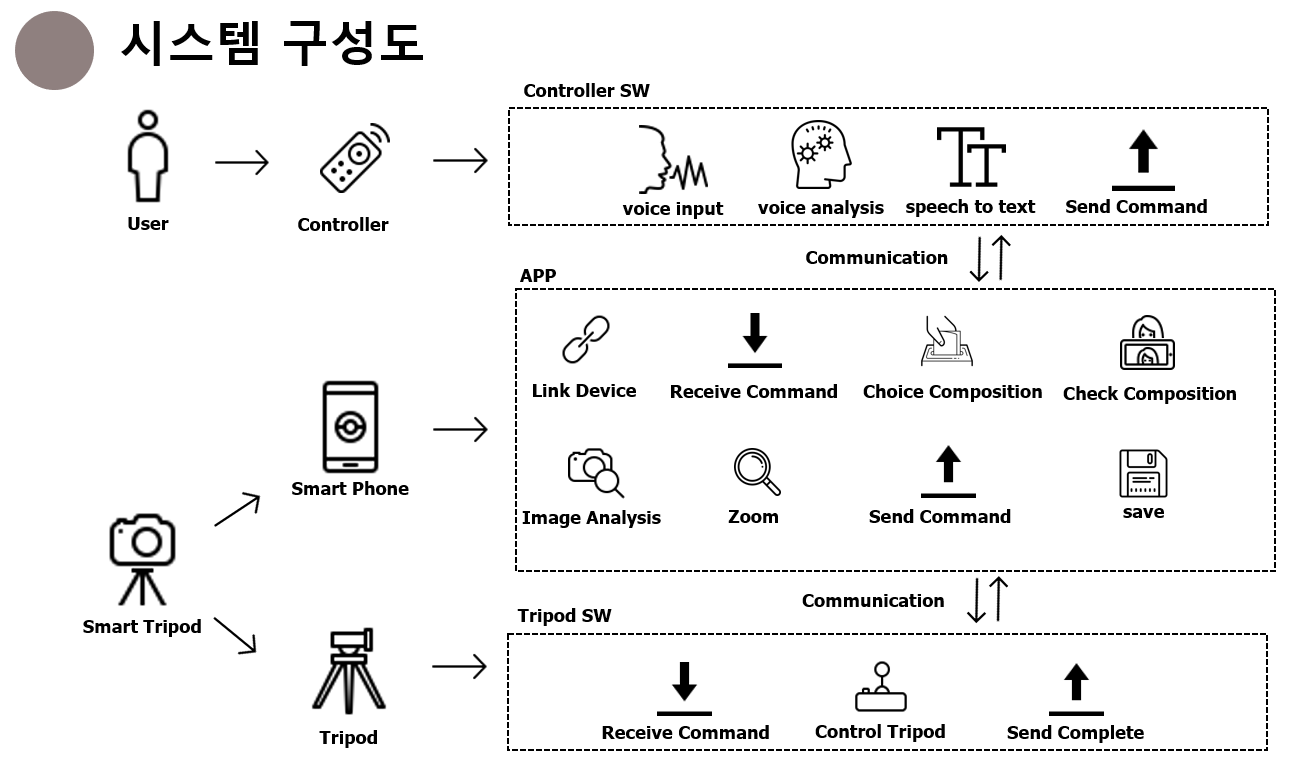 시스템 구성도
Controller SW
voice input
voice analysis
speech to text
Send Command
User
Controller
Communication
APP
Link Device
Receive Command
Choice Composition
Check Composition
Image Analysis
Zoom
Send Command
save
Smart Phone
Smart Tripod
Communication
Tripod SW
Receive Command
Control Tripod
Send Complete
Tripod